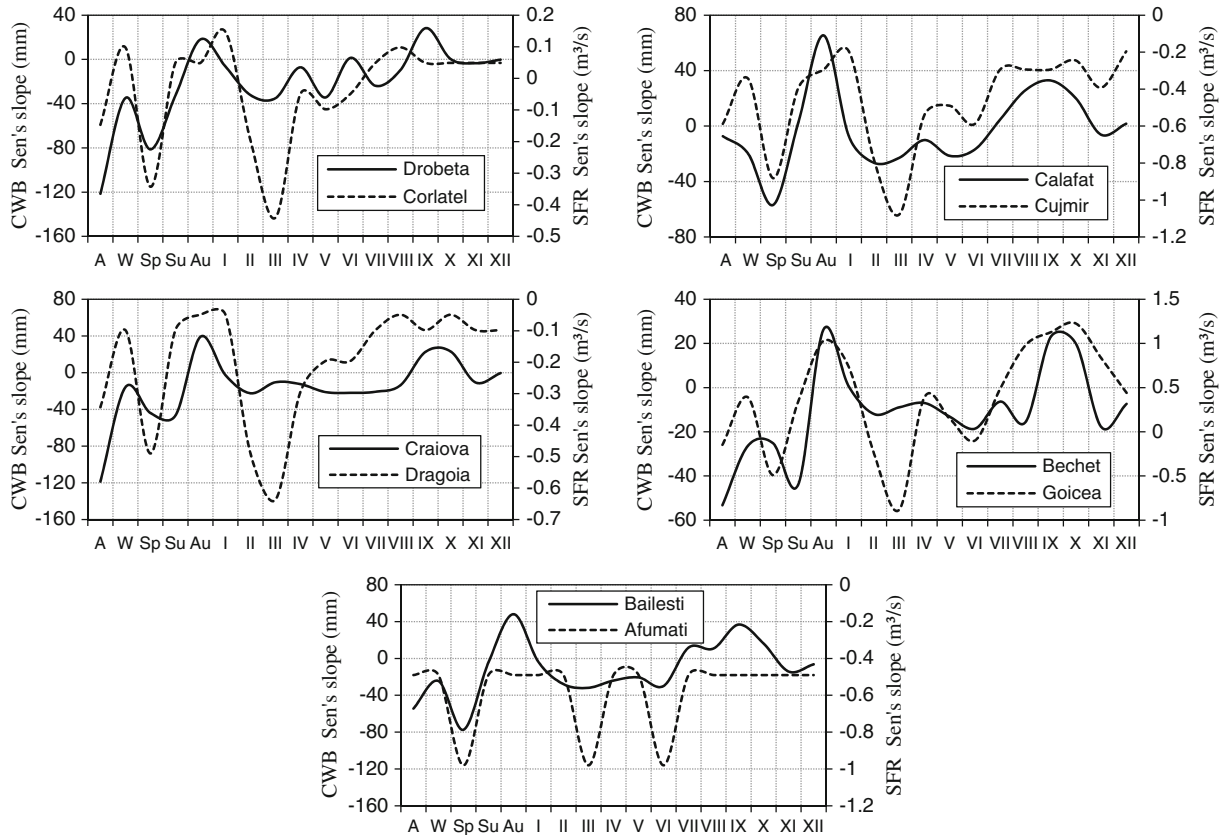 CWB Sen's slope (mm)
40
0
-40
-80
-120
-160
Drobeta
Corlatel
0.2
0.1
0
-0.1
-0.2
-0.3
-0.4
-0.5
SFR Sen's slope (m³/s)
A W Sp Su Au I II III IV V VI VII VIII IX X XI XII
CWB Sen's slope (mm)
80
40
0
-40
-80
Calafat
Cujmir
0
-0.2
-0.4
-0.6
-0.8
-1
-1.2
SFR Sen's slope (m³/s)
A W Sp Su Au I II III IV V VI VII VIII IX X XI XII
CWB Sen's slope (mm)
80
40
0
-40
-80
-120
-160
Craiova
Dragoia
0
-0.1
-0.2
-0.3
-0.4
-0.5
-0.6
-0.7
SFR Sen's slope (m³/s)
A W Sp Su Au I II III IV V VI VII VIII IX X XI XII
CWB Sen's slope (mm)
40
20
0
-20
-40
-60
Bechet
Goicea
1.5
1
0.5
0
-0.5
-1
SFR Sen's slope (m³/s)
A W Sp Su Au I II III IV V VI VII VIII IX X XI XII
CWB Sen's slope (mm)
80
40
0
-40
-80
-120
-160
Bailesti
Afumati
0
-0.2
-0.4
-0.6
-0.8
-1
-1.2
SFR Sen's slope (m³/s)
A W Sp Su Au I II III IV V VI VII VIII IX X XI XII